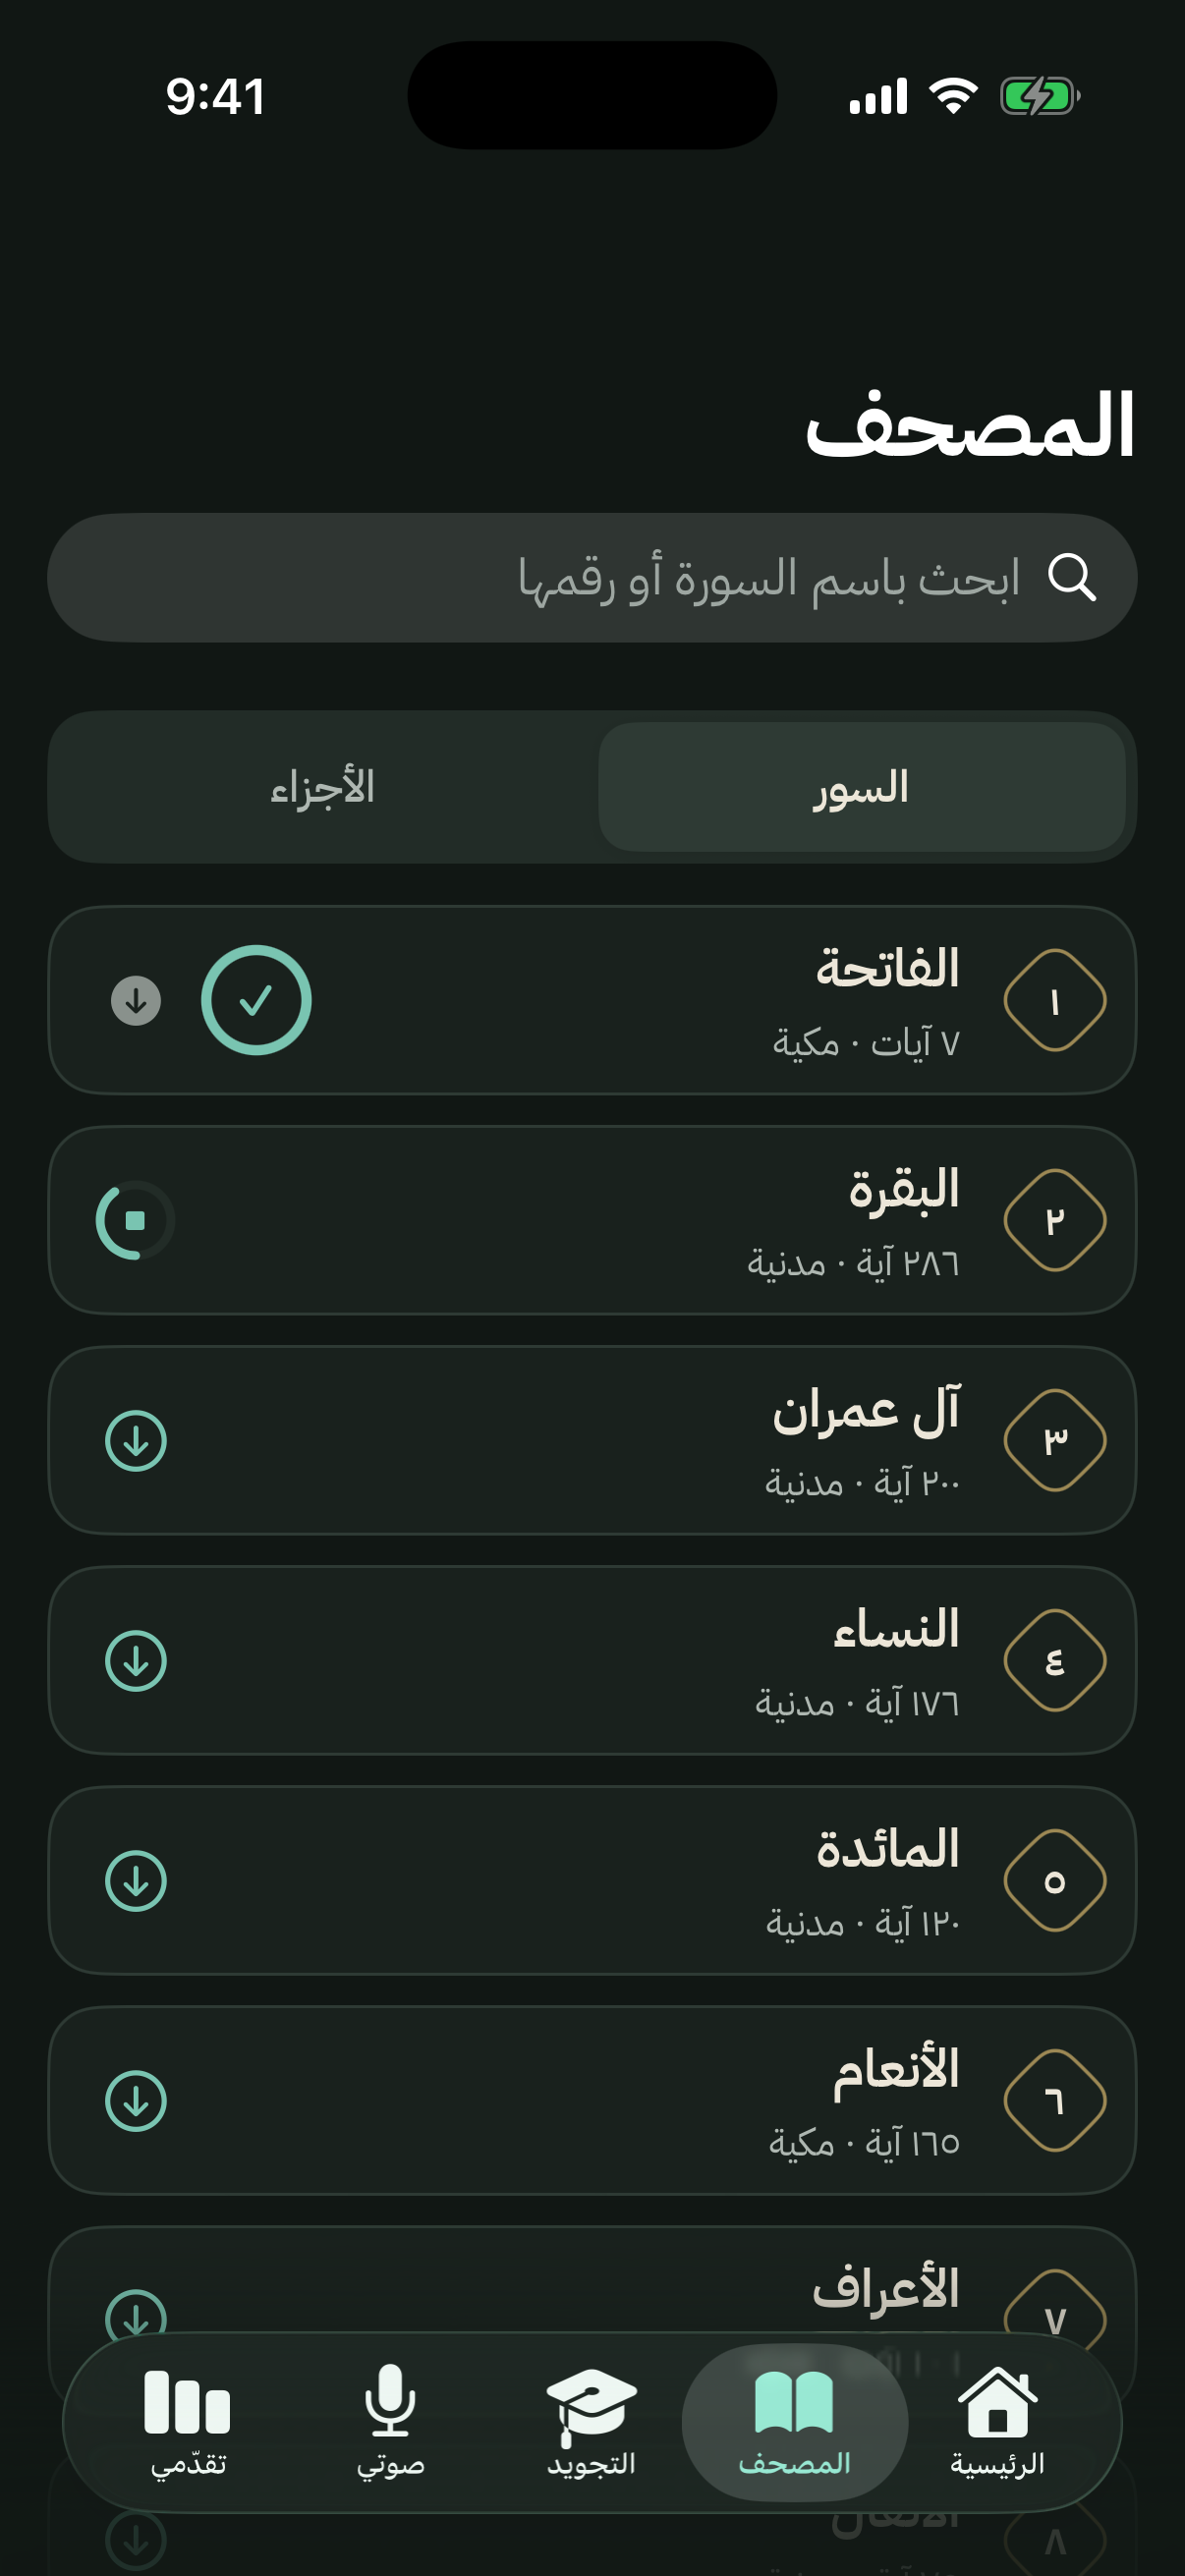 9:41
المصحف
ابحث باسم السورة أو رقمها
السور
الأجزاء
١
الفاتحة
٧ آيات · مكية
٢
البقرة
٢٨٦ آية · مدنية
٣
آل عمران
٢٠٠ آية · مدنية
٤
النساء
١٧٦ آية · مدنية
٥
المائدة
١٢٠ آية · مدنية
٦
الأنعام
١٦٥ آية · مكية
٧
الأعراف
الرئيسية
المصحف
التجويد
صوتي
تقدّمي
٨